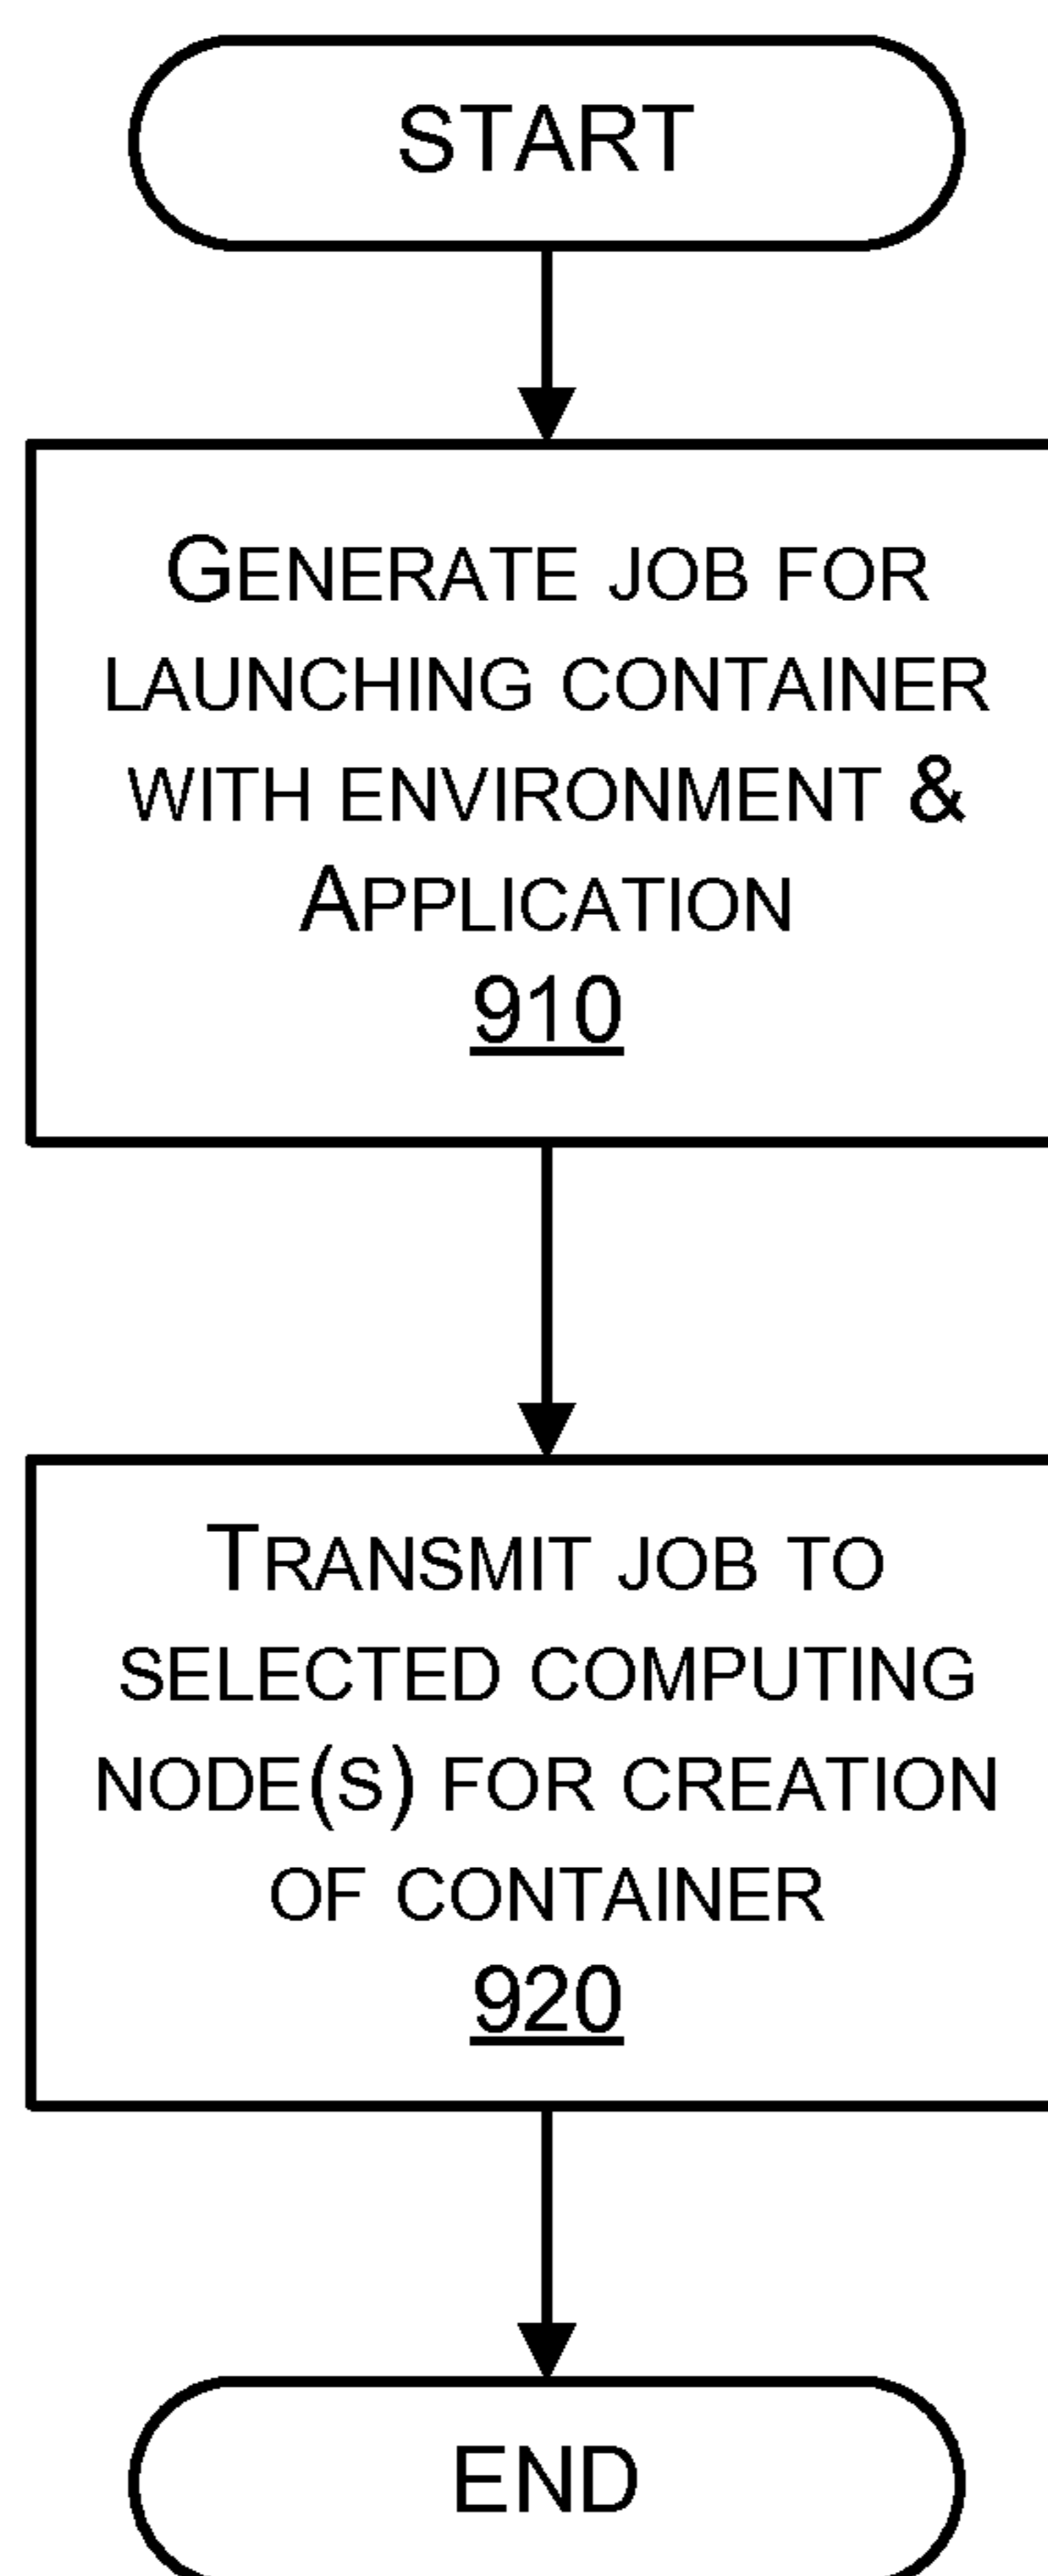 START
GENERATE JOB FOR
LAUNCHING CONTAINER
WITH ENVIRONMENT &
APPLICATION
910
TRANSMIT JOB TO
SELECTED COMPUTING
NODE(S) FOR CREATION
OF CONTAINER
920
END